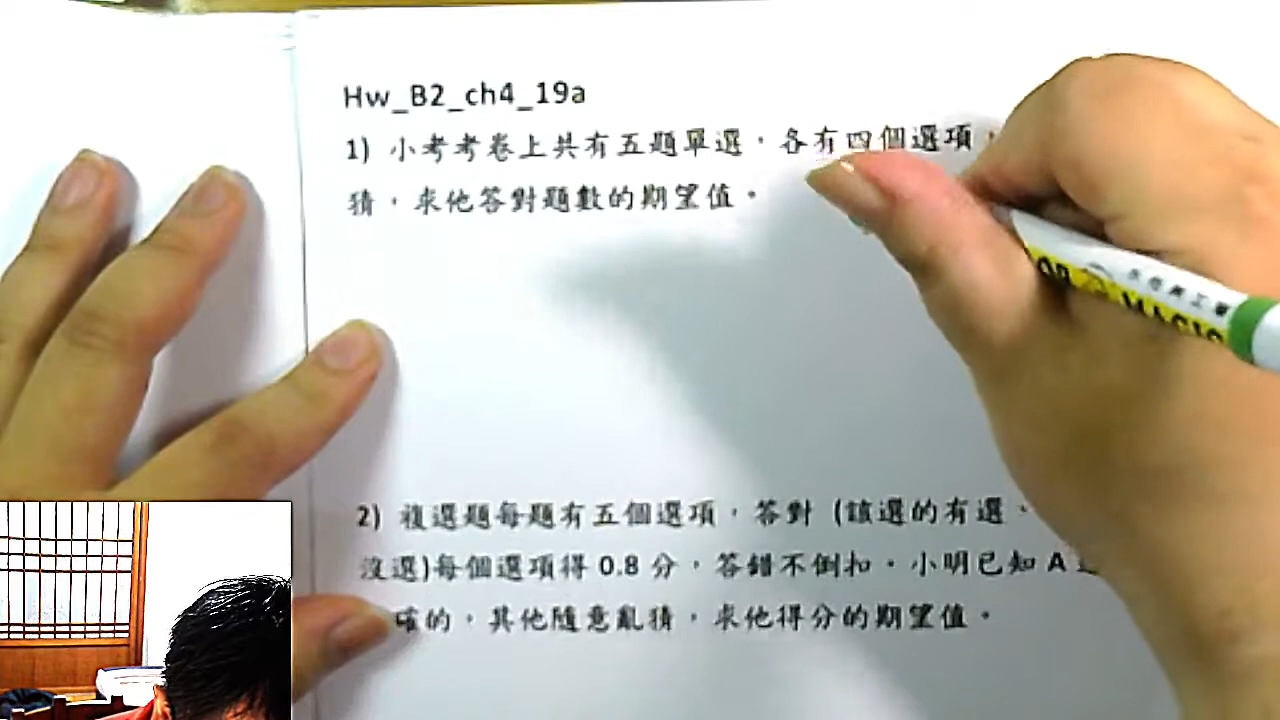 Hw_B2_ch4_19a
1) 小考考卷上共有五題單選,各有四個選項,
猜,求他答對題數的期望值。
2) 複選題每題有五個選項,答對 (該選的有選、
沒選)每個選項得 0.8 分,答錯不倒扣。小明已知 A
確的,其他隨意亂猜,求他得分的期望值。
MAGIC